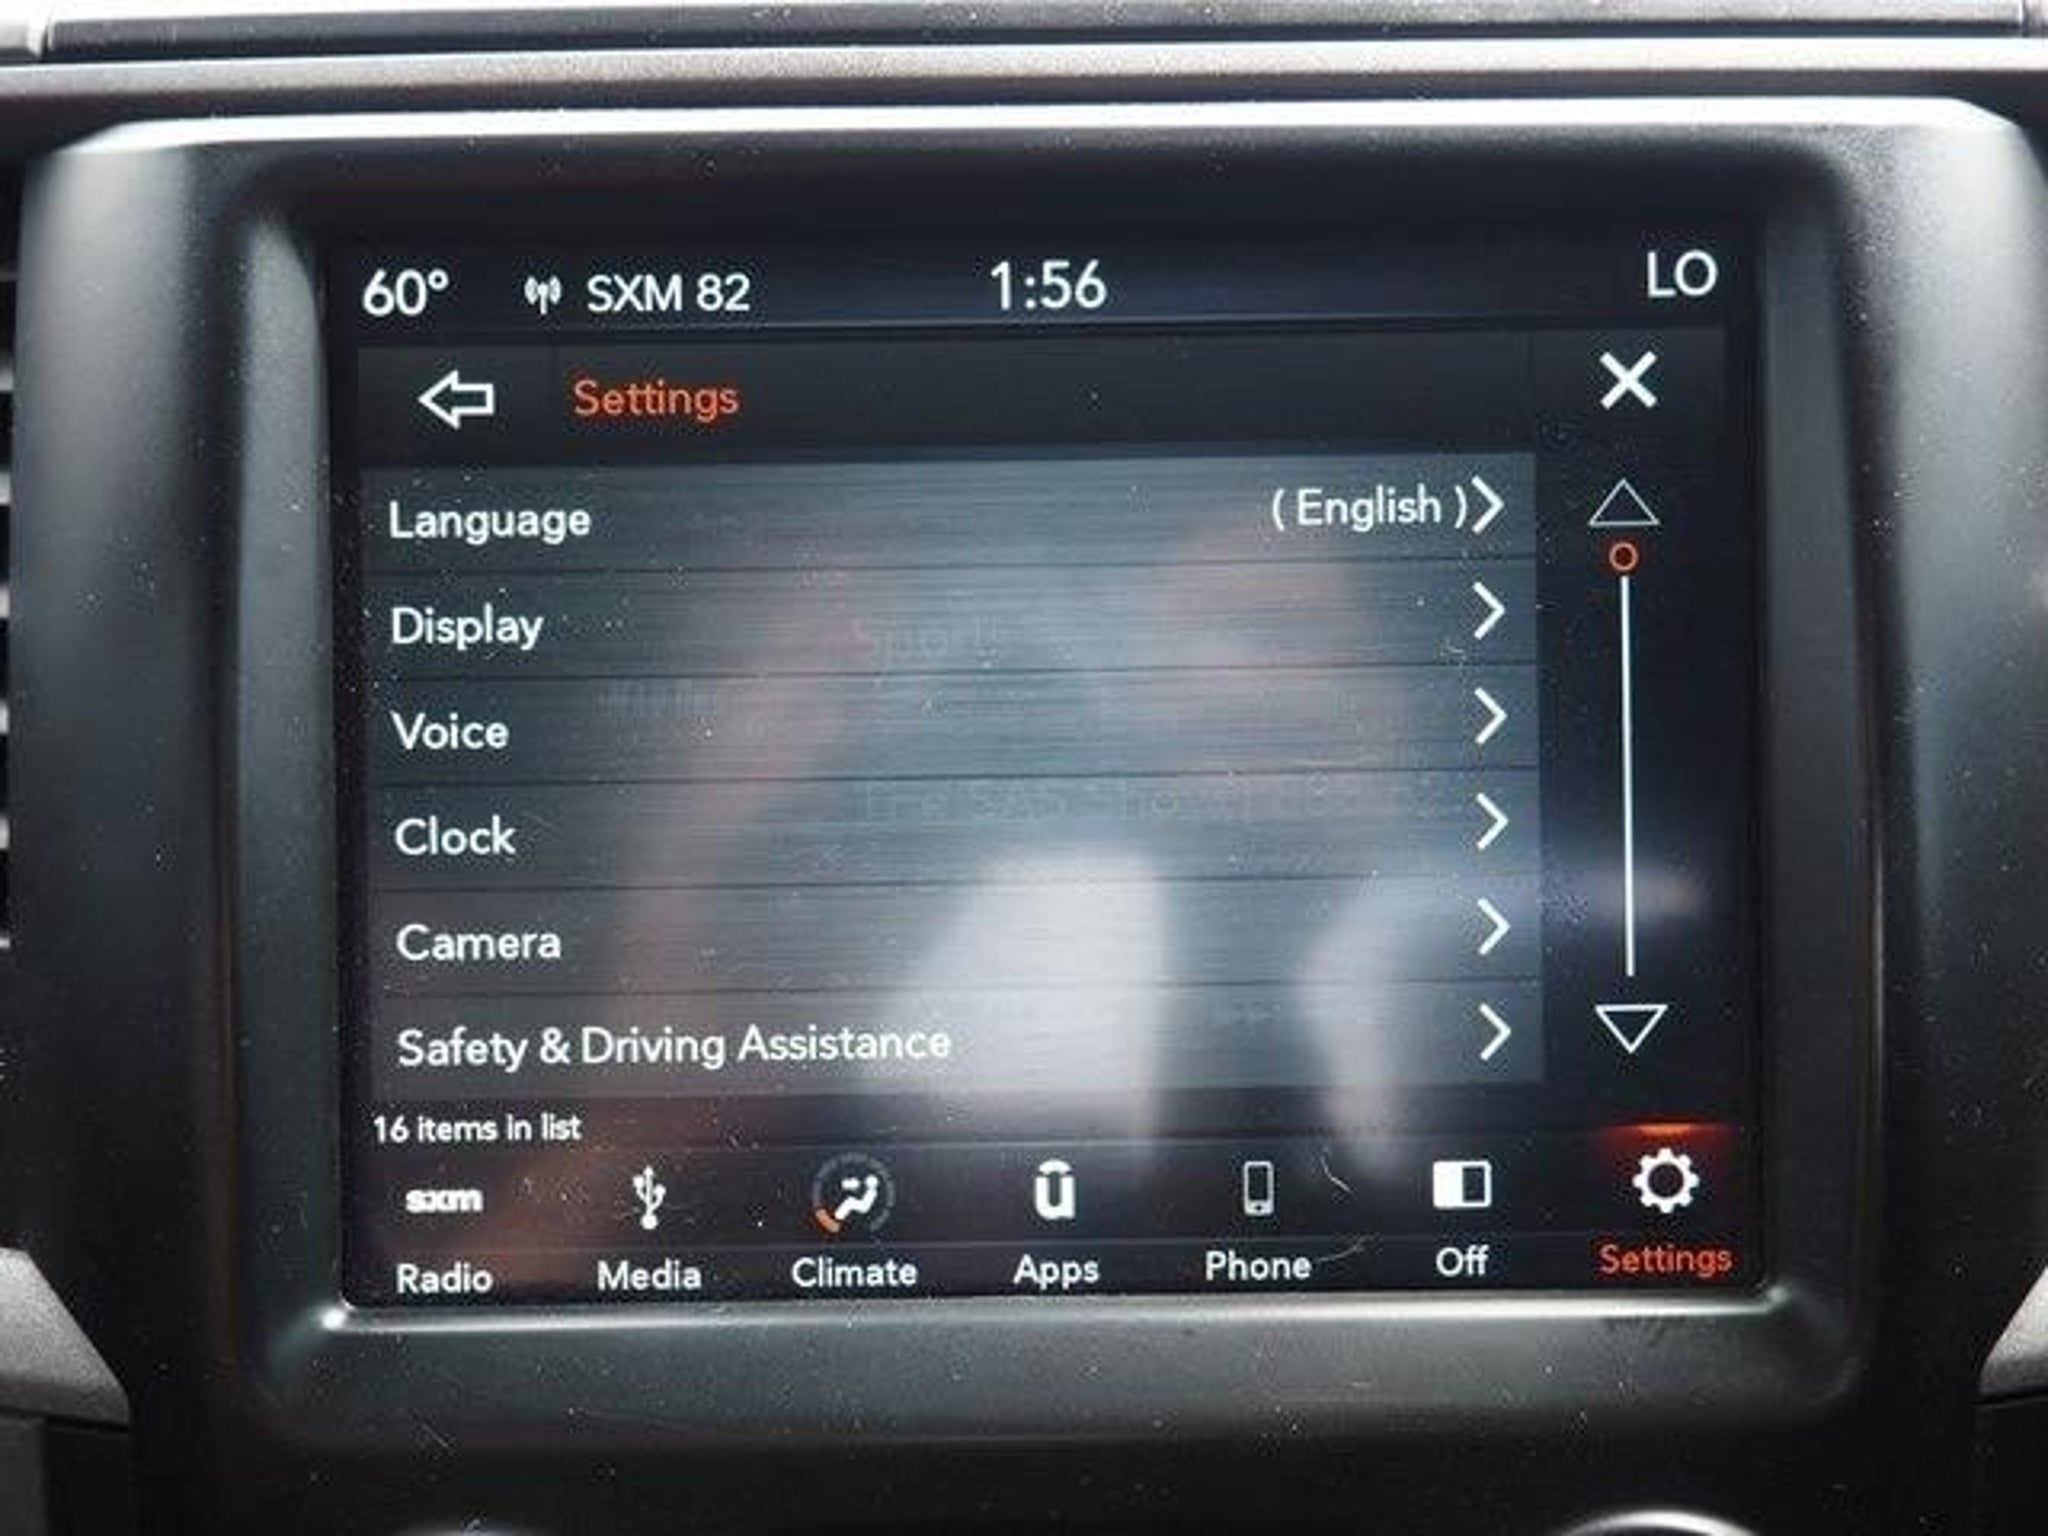 60° SXM 82 1:56 LO
Settings
Language ( English )
Display
Voice
Clock
Camera
Safety & Driving Assistance
16 items in list
sxm
Radio Media Climate Apps Phone Off Settings